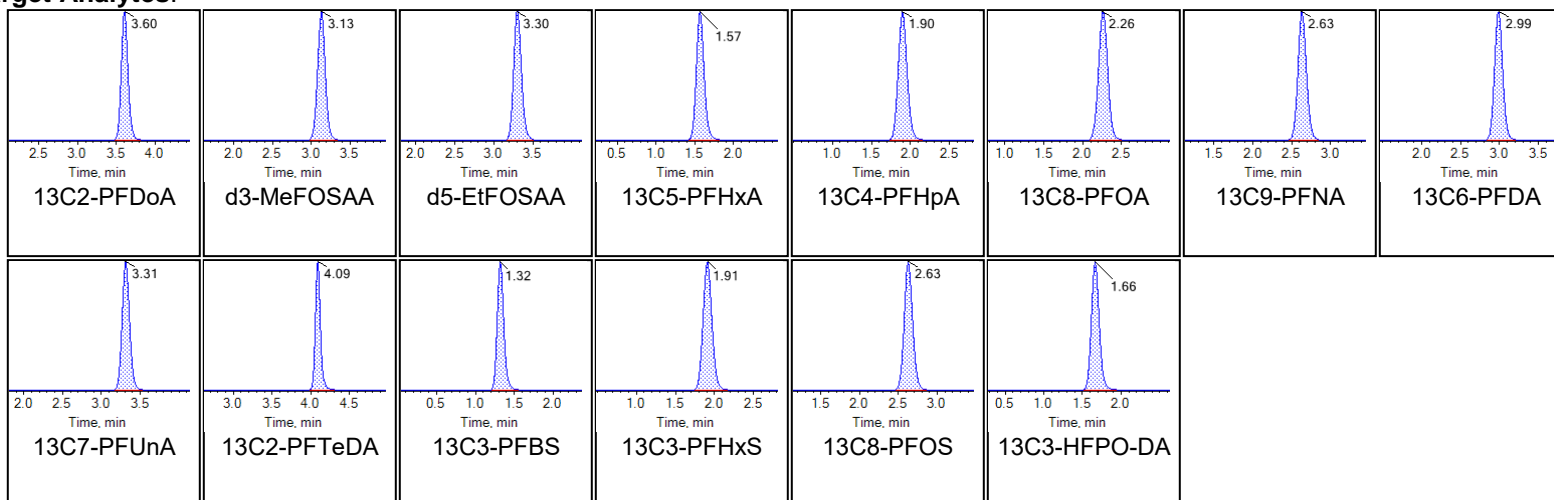 rget Analytes:
3.60 3.13 3.30 1.57 1.90 2.26 2.63 2.99
2.5 3.0 3.5 4.0 2.0 2.5 3.0 3.5 2.0 2.5 3.0 3.5 0.5 1.0 1.5 2.0 1.0 1.5 2.0 2.5 1.0 1.5 2.0 2.5 1.5 2.0 2.5 3.0 2.0 2.5 3.0 3.5
Time, min Time, min Time, min Time, min Time, min Time, min Time, min Time, min
13C2-PFDoA d3-MeFOSAA d5-EtFOSAA 13C5-PFHxA 13C4-PFHpA 13C8-PFOA 13C9-PFNA 13C6-PFDA
3.31 4.09 1.32 1.91 2.63 1.66
2.0 2.5 3.0 3.5 3.0 3.5 4.0 4.5 0.5 1.0 1.5 2.0 1.0 1.5 2.0 2.5 1.5 2.0 2.5 3.0 0.5 1.0 1.5 2.0
Time, min Time, min Time, min Time, min Time, min Time, min
13C7-PFUnA 13C2-PFTeDA 13C3-PFBS 13C3-PFHxS 13C8-PFOS 13C3-HFPO-DA